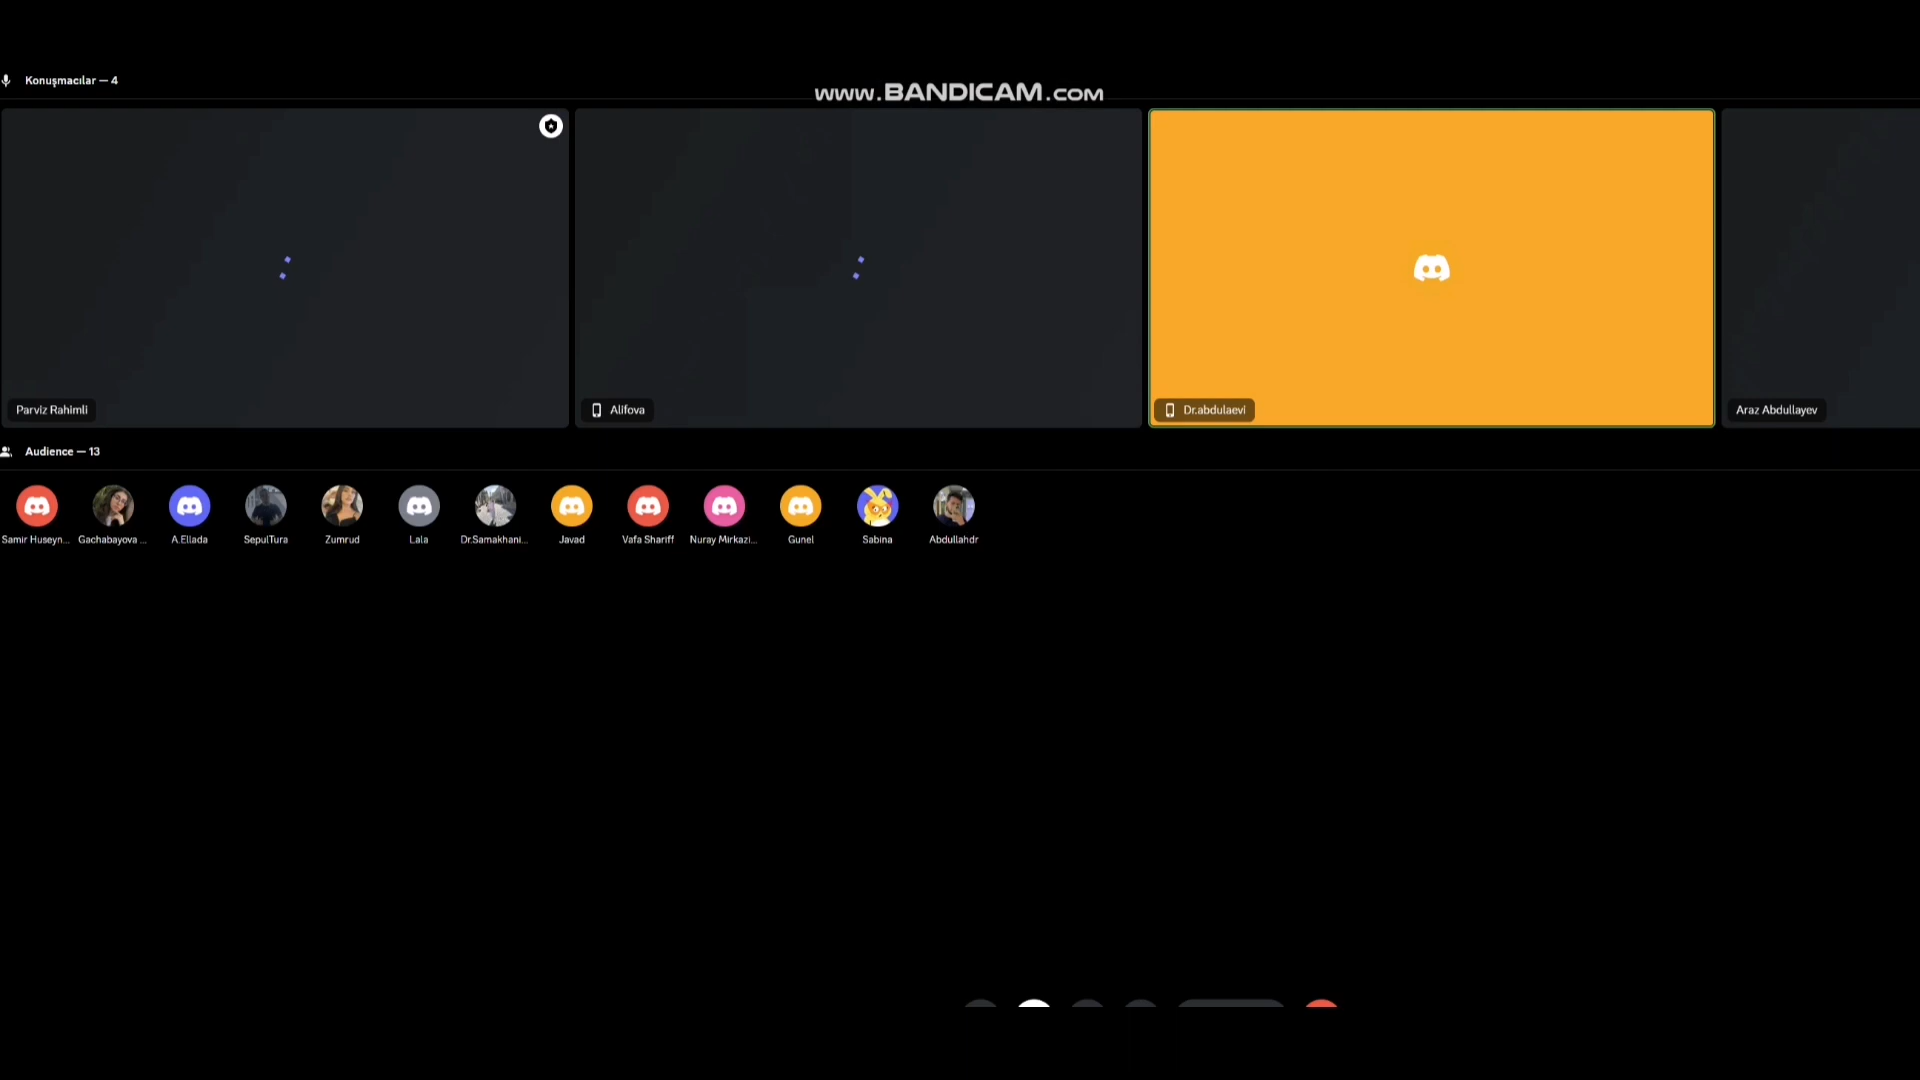 Konuşmacılar — 4
www.BANDICAM.com
Parviz Rahimli
Alifova
Dr.abdulaevi
Araz Abdullayev
Audience — 13
Samir Huseyn...
Gachabayova ...
A.Ellada
SepulTura
Zumrud
Lala
Dr.Samakhani...
Javad
Vafa Shariff
Nuray Mirkazi...
Gunel
Sabina
Abdullahdr